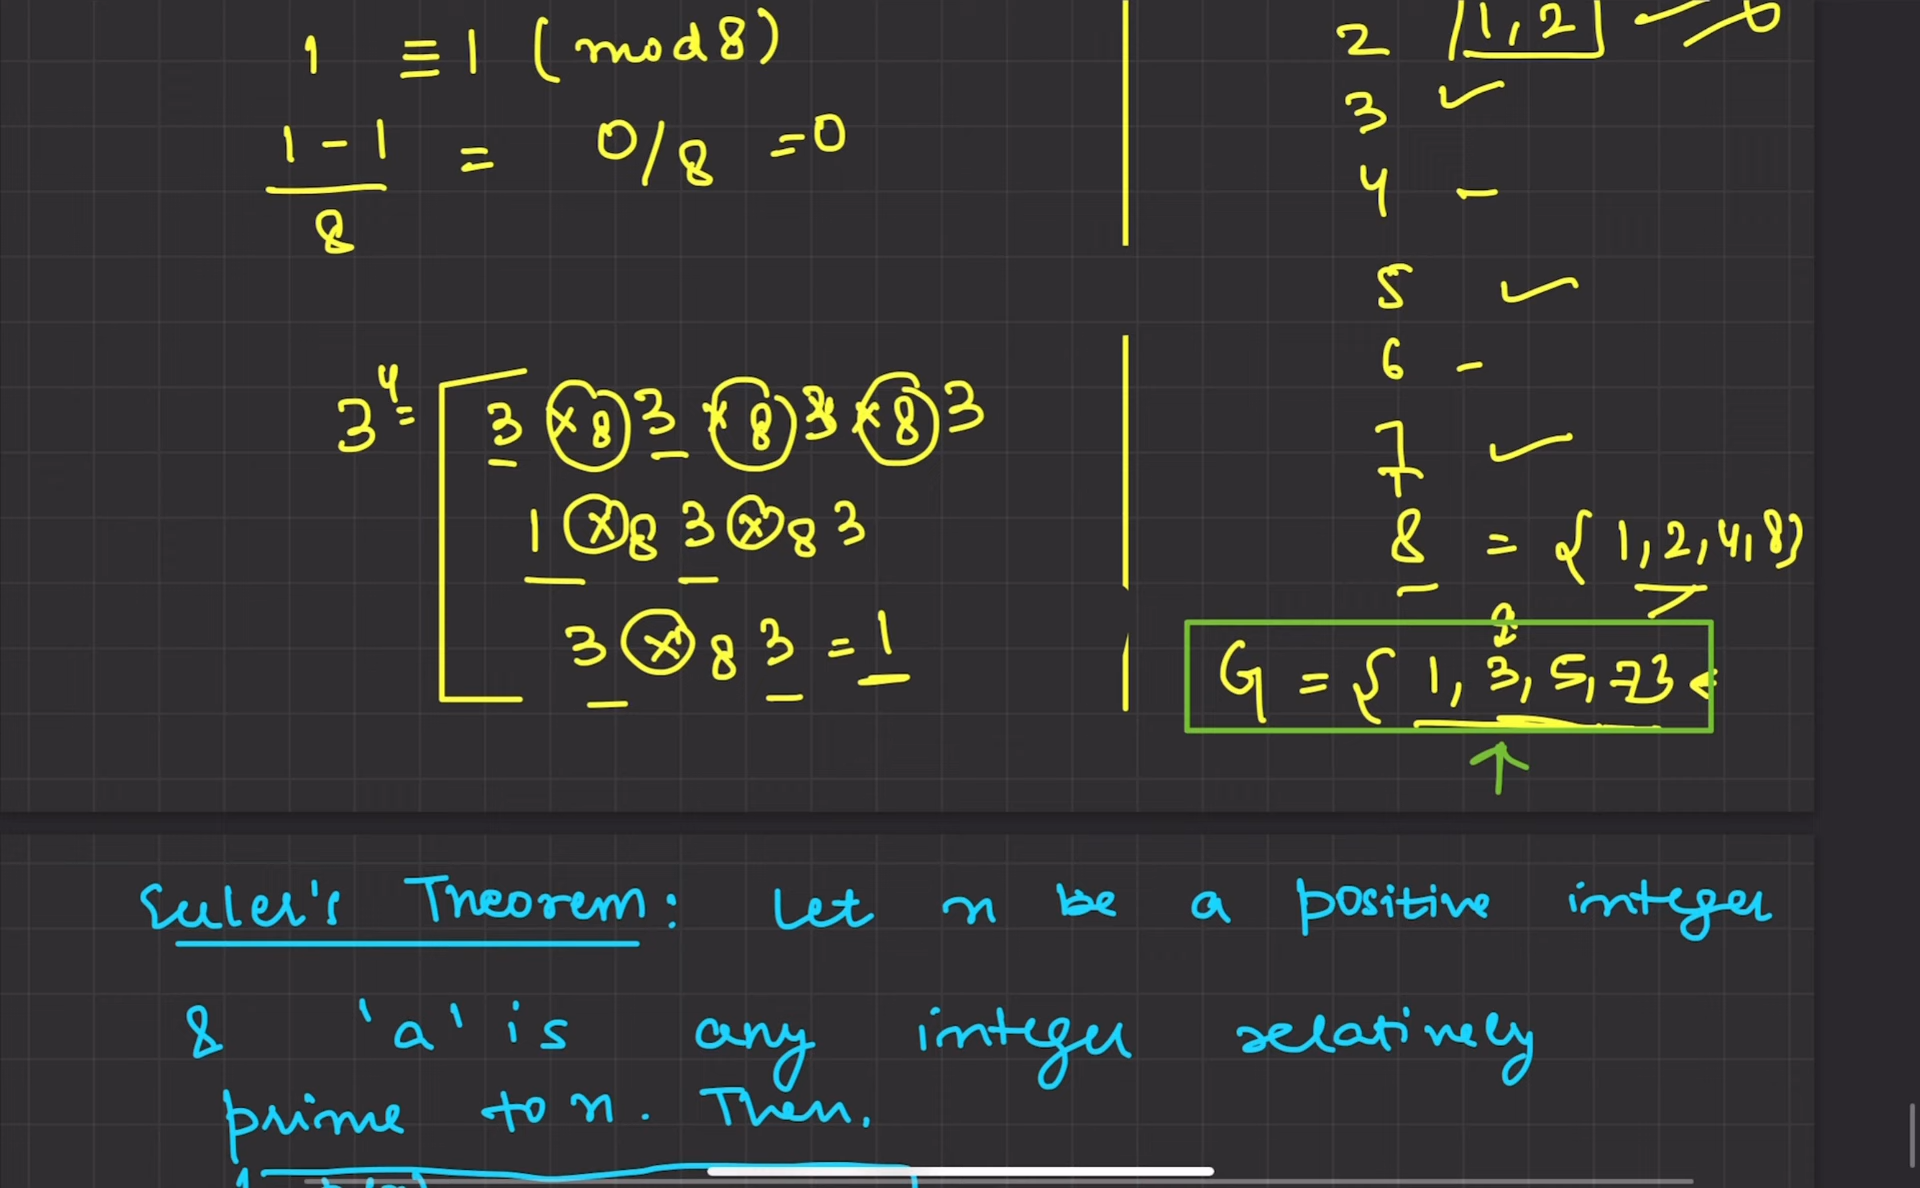 1 ≡ 1 (mod 8)
1 - 1 / 8 = 0/8 = 0
3⁴ = 3 ⊗8 3 ⊗8 3 ⊗8 3
1 ⊗8 3 ⊗8 3
3 ⊗8 3 = 1
2 {1, 2}
3 ✓
4 -
5 ✓
6 -
7 ✓
8 = {1, 2, 4, 8}
G = { 1, 3, 5, 7}
Euler's Theorem: Let n be a positive integer
& 'a' is any integer relatively
prime to n. Then,